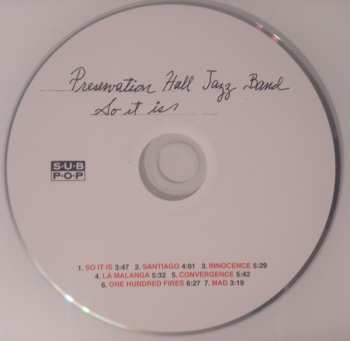 Preservation Hall Jazz Band
So it is
SUB
POP
1. SO IT IS 3:47 2. SANTIAGO 4:01 3. INNOCENCE 5:29
4. LA MALANGA 5:32 5. CONVERGENCE 5:42
6. ONE HUNDRED FIRES 6:27 7. MAD 3:19